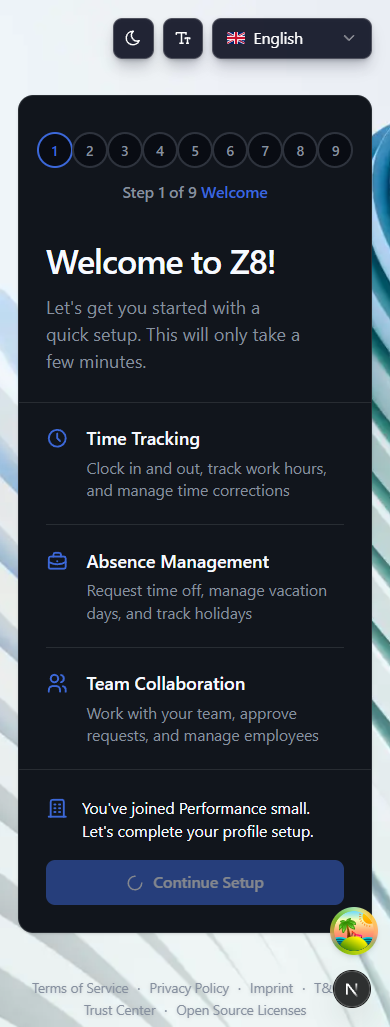 English
1 2 3 4 5 6 7 8 9
Step 1 of 9 Welcome
Welcome to Z8!
Let's get you started with a
quick setup. This will only take a
few minutes.
Time Tracking
Clock in and out, track work hours,
and manage time corrections
Absence Management
Request time off, manage vacation
days, and track holidays
Team Collaboration
Work with your team, approve
requests, and manage employees
You've joined Performance small.
Let's complete your profile setup.
Continue Setup
Terms of Service · Privacy Policy · Imprint ·
Trust Center · Open Source Licenses